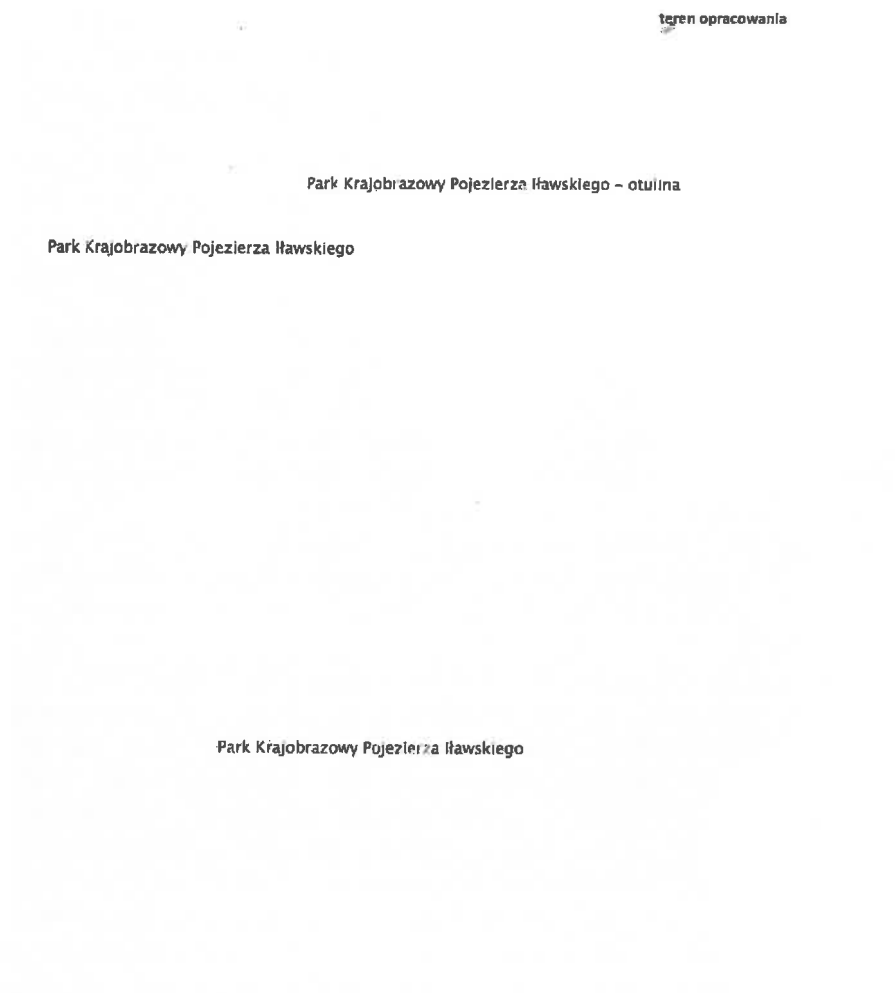 teren opracowania
Park Krajobrazowy Pojezierza Iławskiego – otulina
Park Krajobrazowy Pojezierza Iławskiego
Park Krajobrazowy Pojezierza Iławskiego